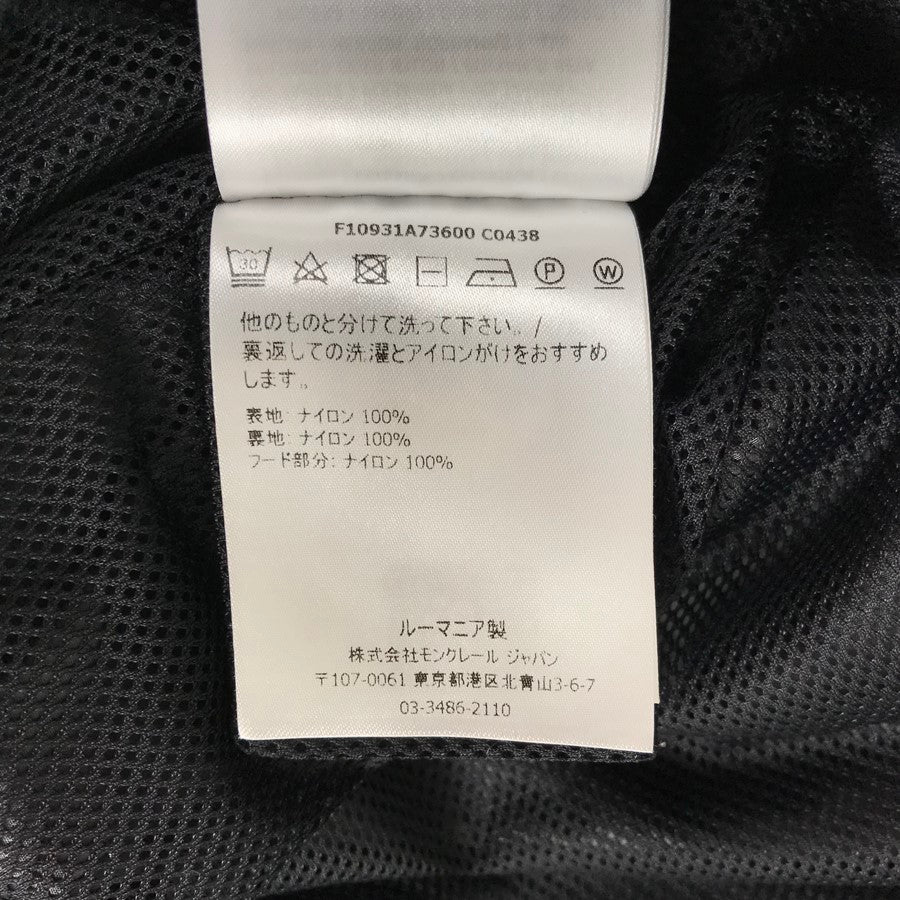 F10931A73600 C0438
30 P W
他のものと分けて洗って下さい。/
裏返しての洗濯とアイロンがけをおすすめ
します。
表地: ナイロン 100%
裏地: ナイロン 100%
フード部分: ナイロン 100%
ルーマニア製
株式会社モンクレール ジャパン
〒107-0061 東京都港区北青山3-6-7
03-3486-2110